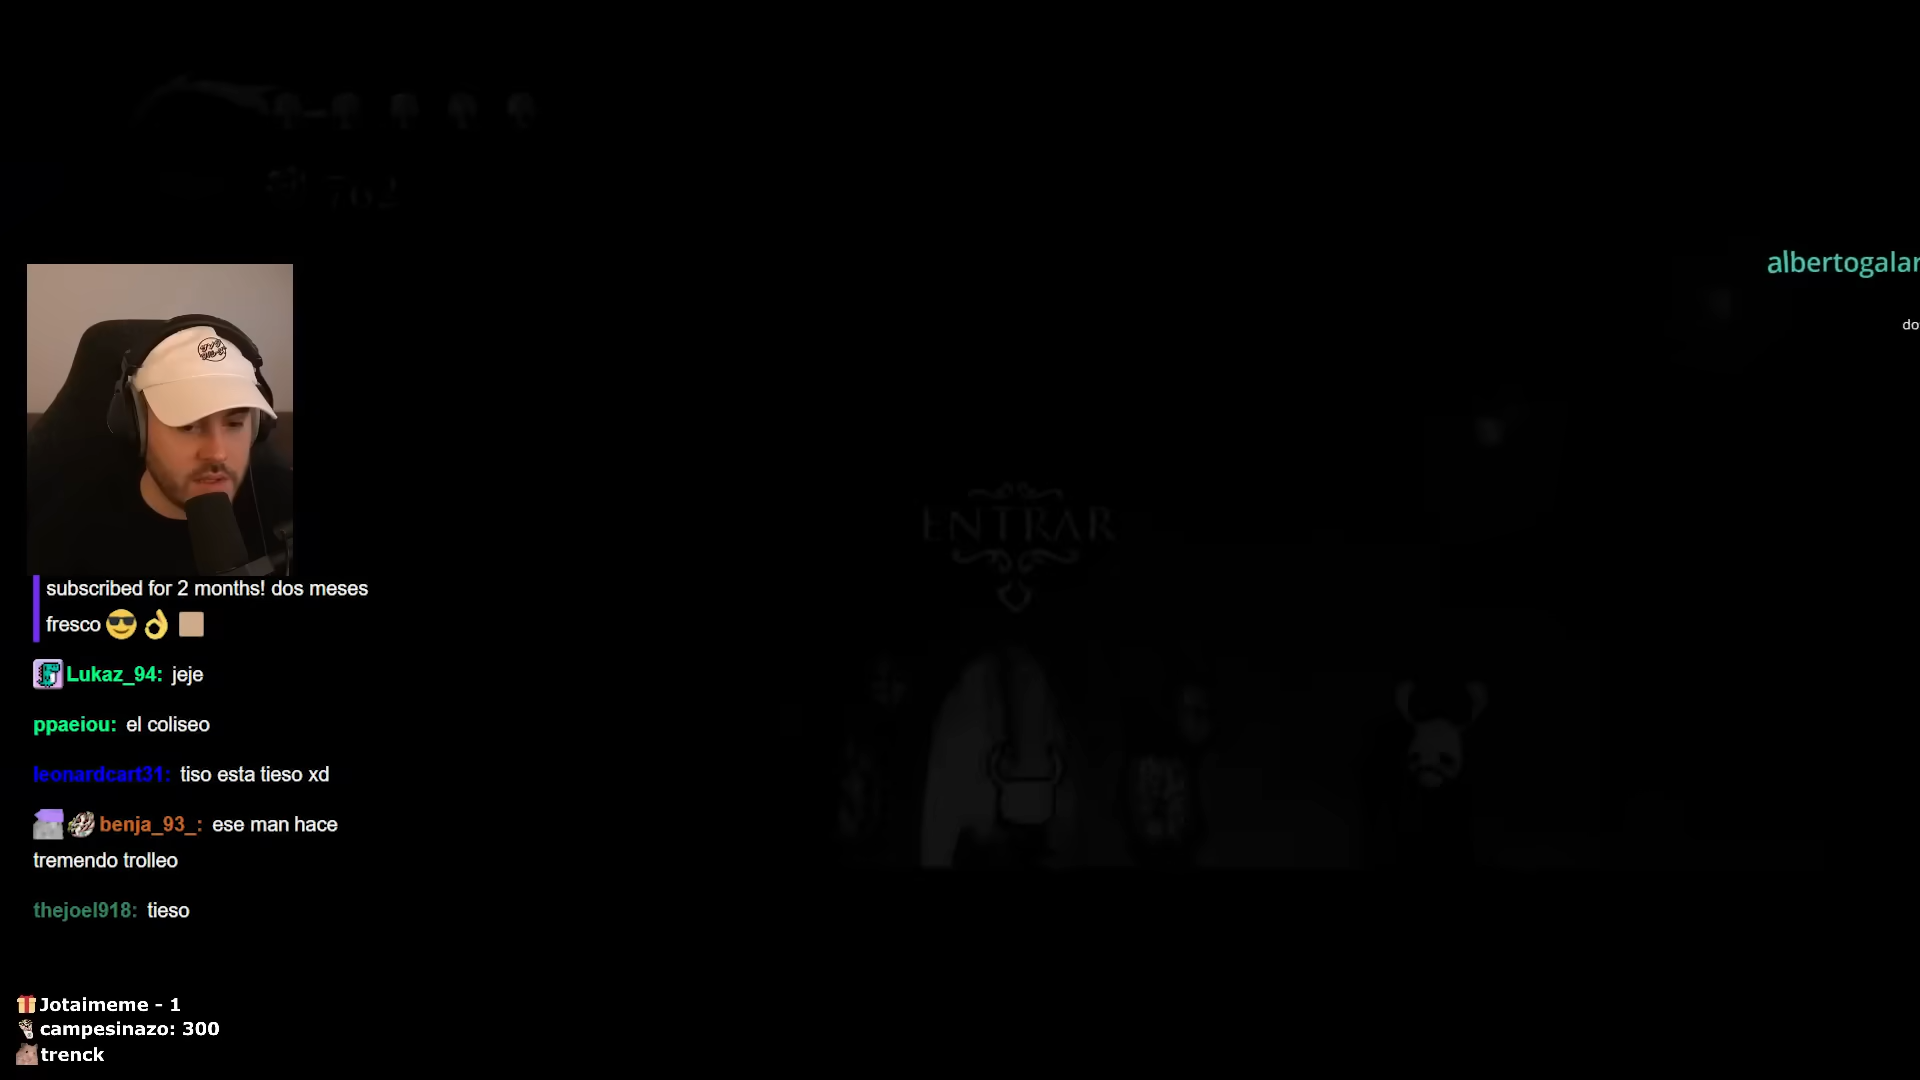 762
albertogalar
do
ENTRAR
subscribed for 2 months! dos meses
fresco
Lukaz_94: jeje
ppaeiou: el coliseo
leonardcart31: tiso esta tieso xd
benja_93_: ese man hace
tremendo trolleo
thejoel918: tieso
Jotaimeme - 1
campesinazo: 300
trenck